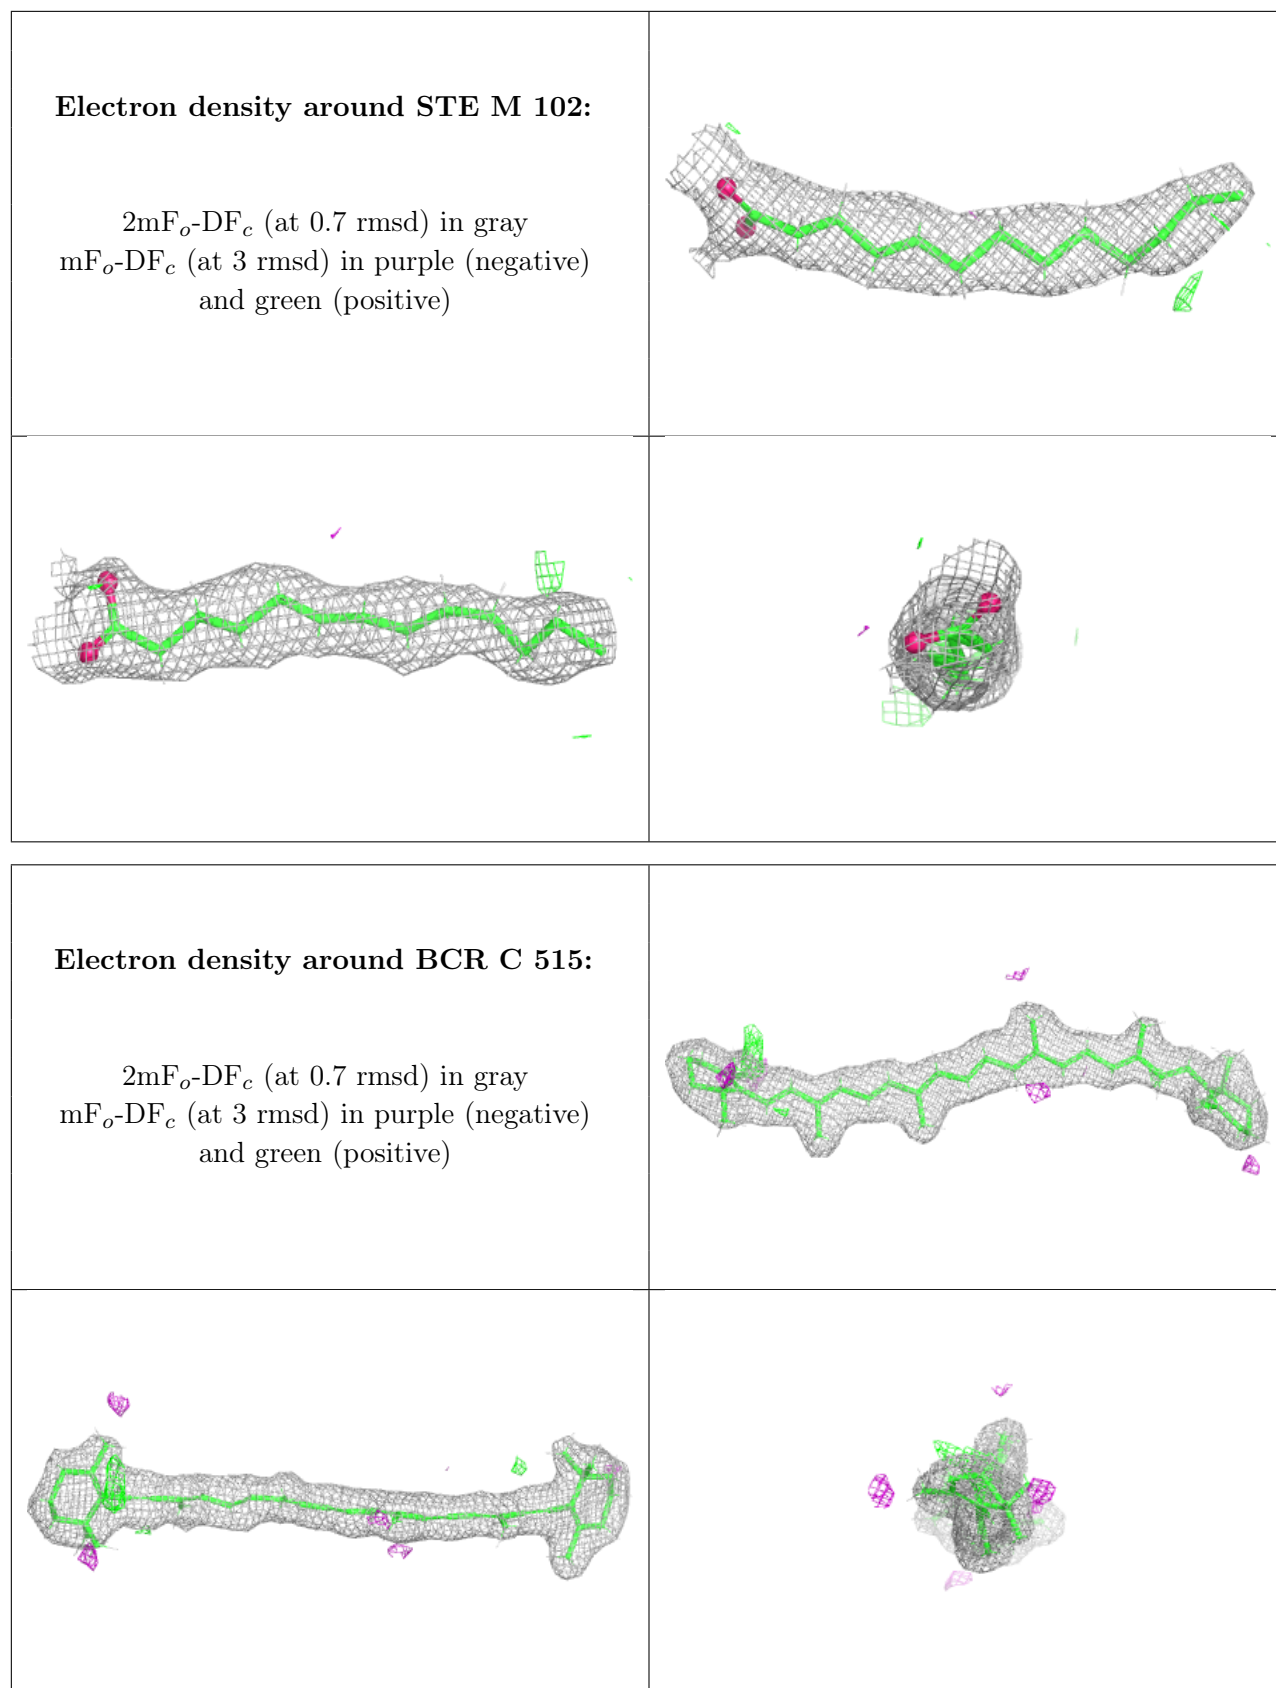 Electron density around STE M 102:
2mFₒ-DF𝒸 (at 0.7 rmsd) in gray
mFₒ-DF𝒸 (at 3 rmsd) in purple (negative)
and green (positive)
Electron density around BCR C 515:
2mFₒ-DF𝒸 (at 0.7 rmsd) in gray
mFₒ-DF𝒸 (at 3 rmsd) in purple (negative)
and green (positive)